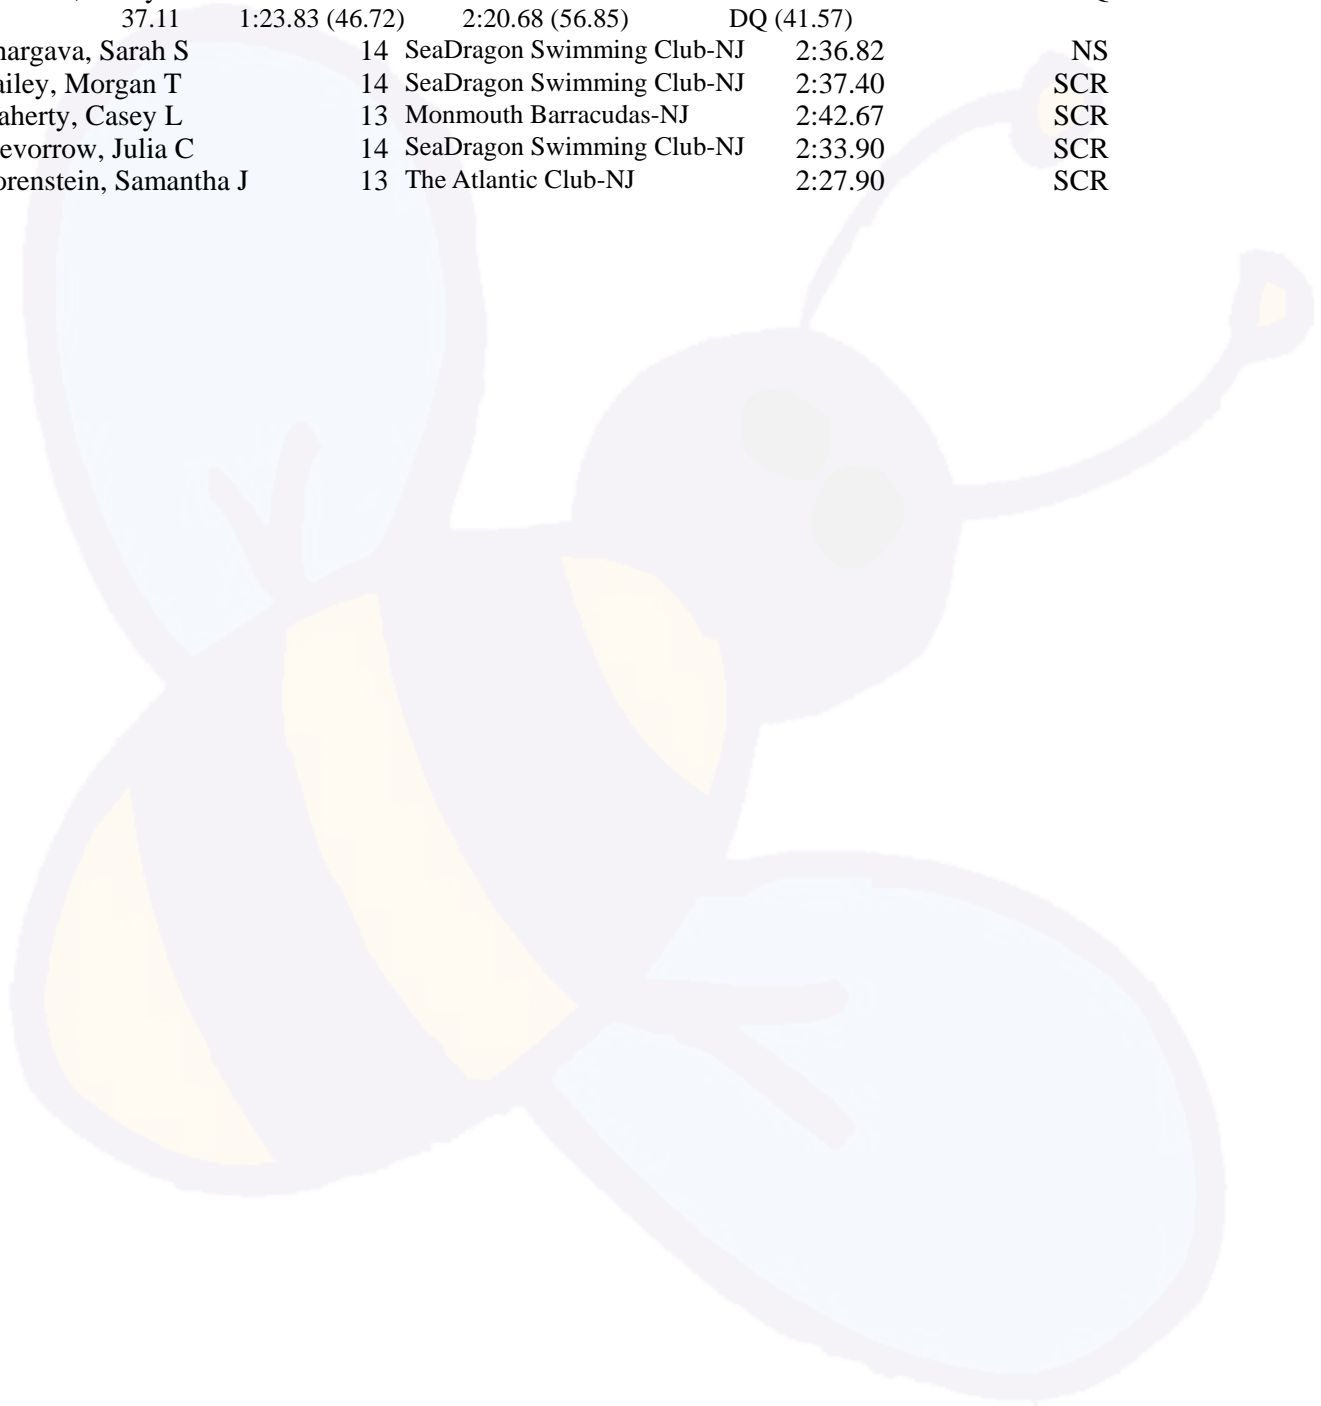 37.11 1:23.83 (46.72) 2:20.68 (56.85) DQ (41.57)
hargava, Sarah S 14 SeaDragon Swimming Club-NJ 2:36.82 NS
ailey, Morgan T 14 SeaDragon Swimming Club-NJ 2:37.40 SCR
aherty, Casey L 13 Monmouth Barracudas-NJ 2:42.67 SCR
evorrow, Julia C 14 SeaDragon Swimming Club-NJ 2:33.90 SCR
orenstein, Samantha J 13 The Atlantic Club-NJ 2:27.90 SCR